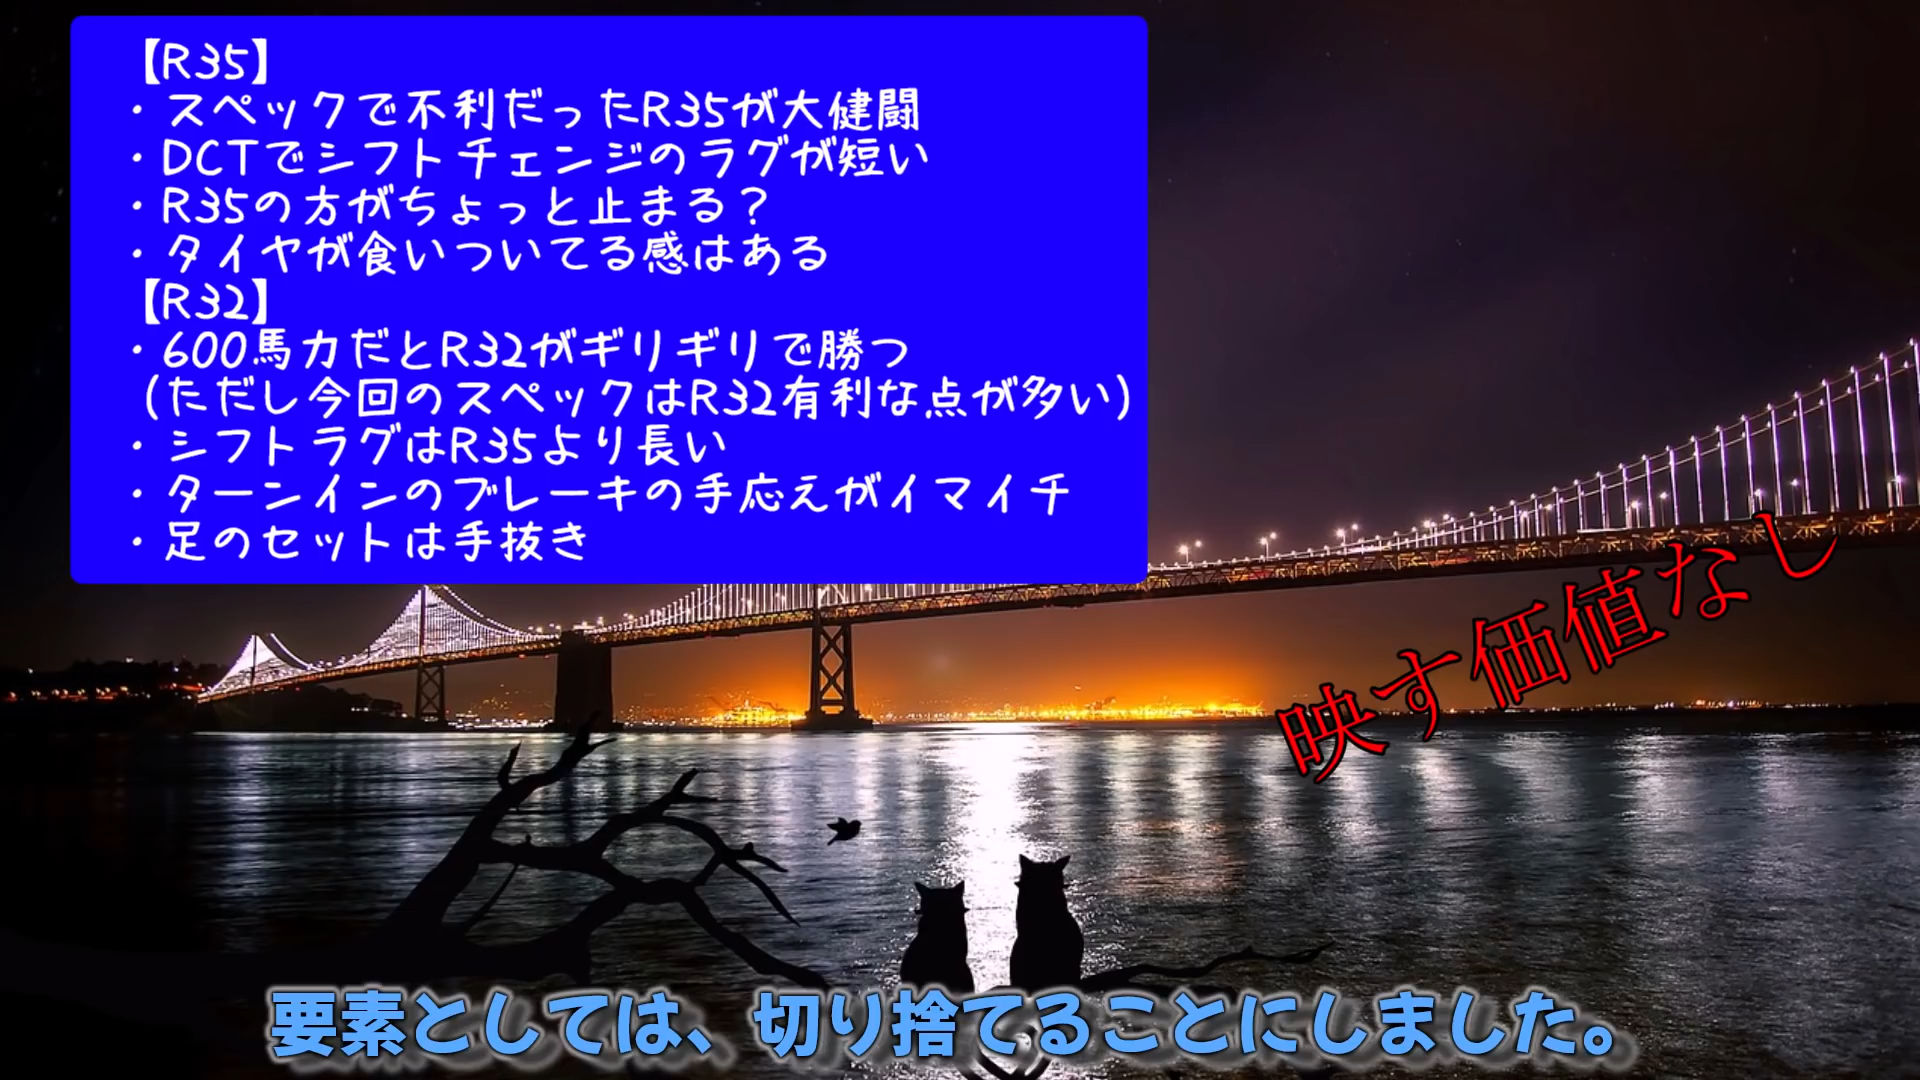 【R35】
・スペックで不利だったR35が大健闘
・DCTでシフトチェンジのラグが短い
・R35の方がちょっと止まる？
・タイヤが食いついてる感はある
【R32】
・600馬力だとR32がギリギリで勝つ
(ただし今回のスペックはR32有利な点が多い)
・シフトラグはR35より長い
・ターンインのブレーキの手応えがイマイチ
・足のセットは手抜き
映す価値なし
要素としては、切り捨てることにしました。